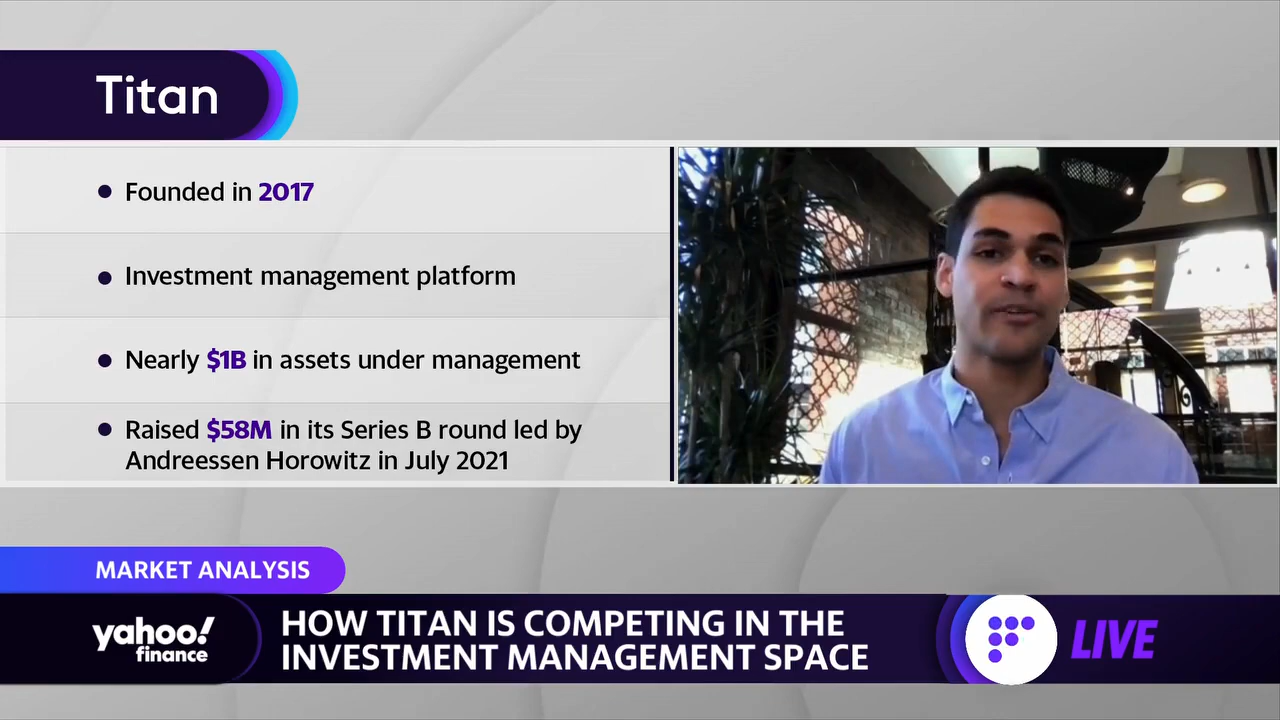 Titan
Founded in 2017
Investment management platform
Nearly $1B in assets under management
Raised $58M in its Series B round led by
Andreessen Horowitz in July 2021
MARKET ANALYSIS
yahoo!
finance
HOW TITAN IS COMPETING IN THE
INVESTMENT MANAGEMENT SPACE
LIVE